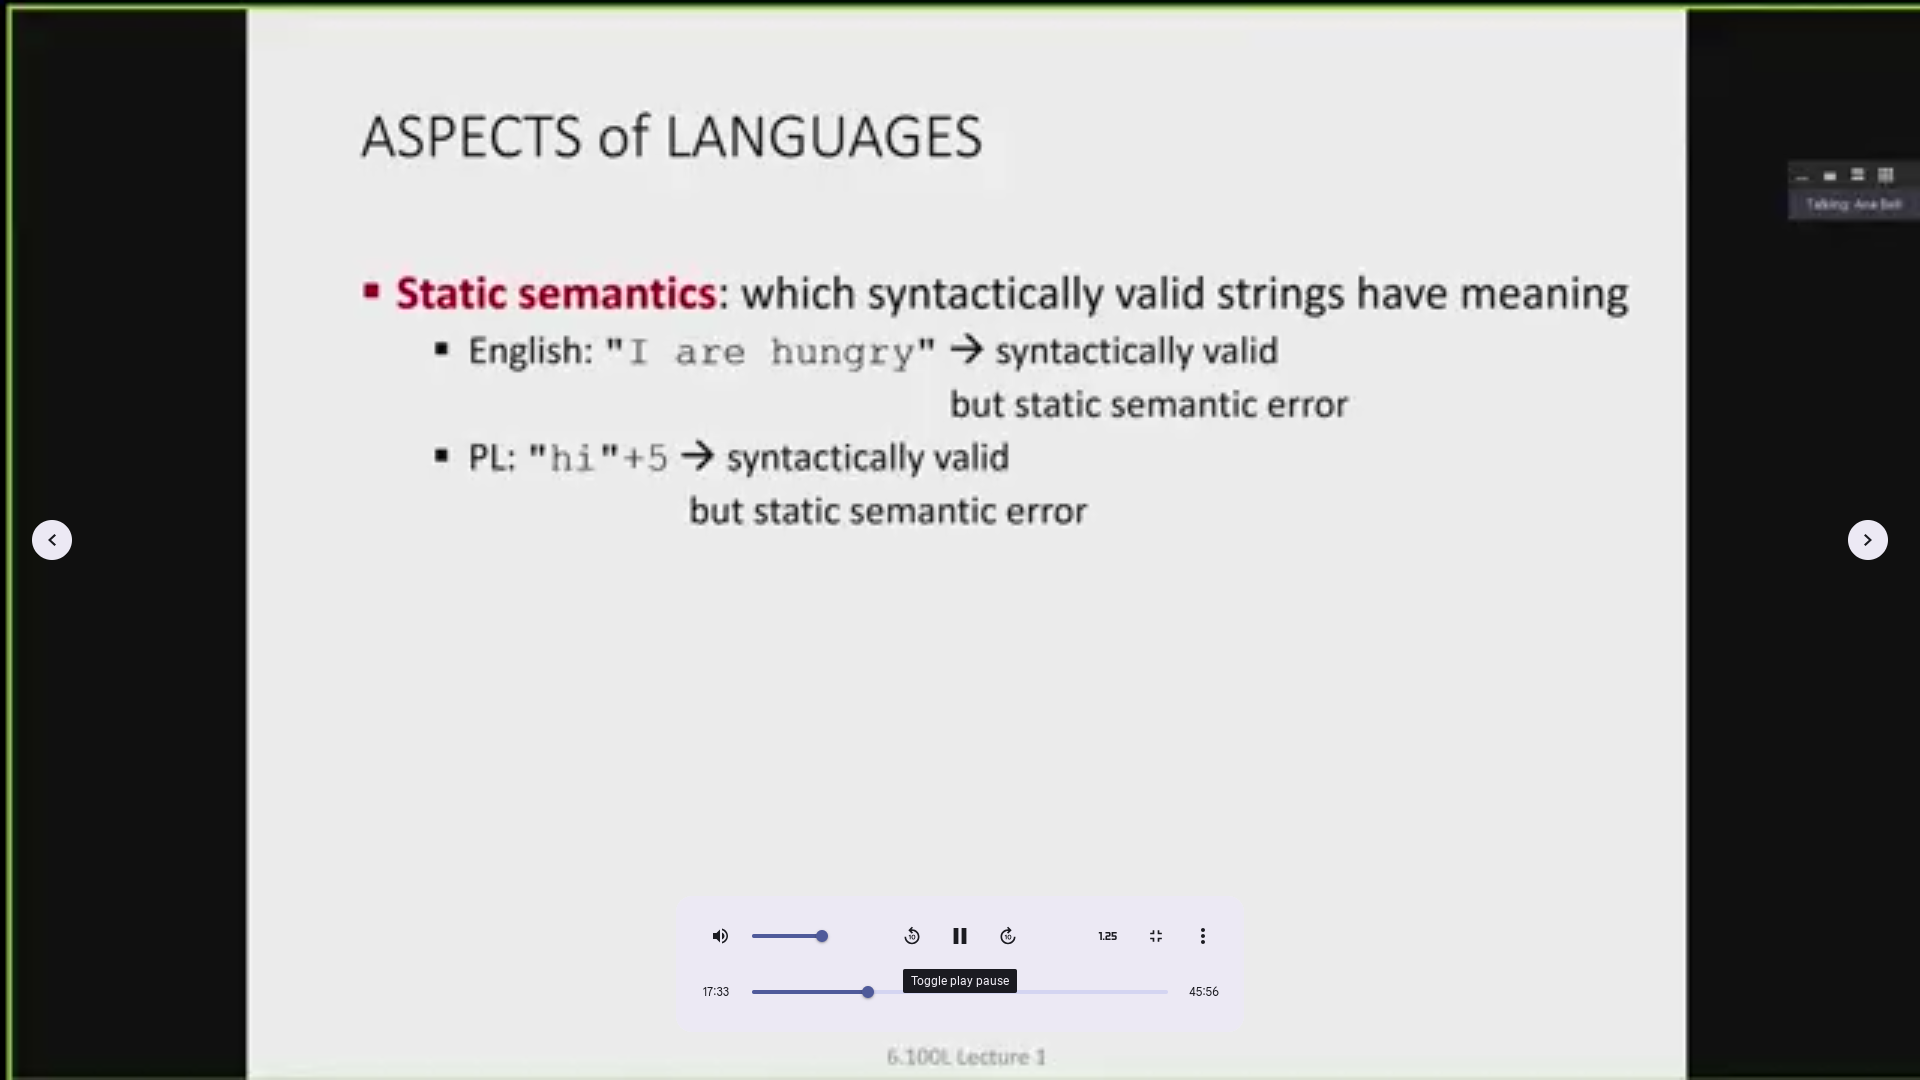 ASPECTS of LANGUAGES
Talking: Ana Bell
▪ Static semantics: which syntactically valid strings have meaning
▪ English: "I are hungry" → syntactically valid
but static semantic error
▪ PL: "hi"+5 → syntactically valid
but static semantic error
10
10
1.25
Toggle play pause
17:33
45:56
6.100L Lecture 1